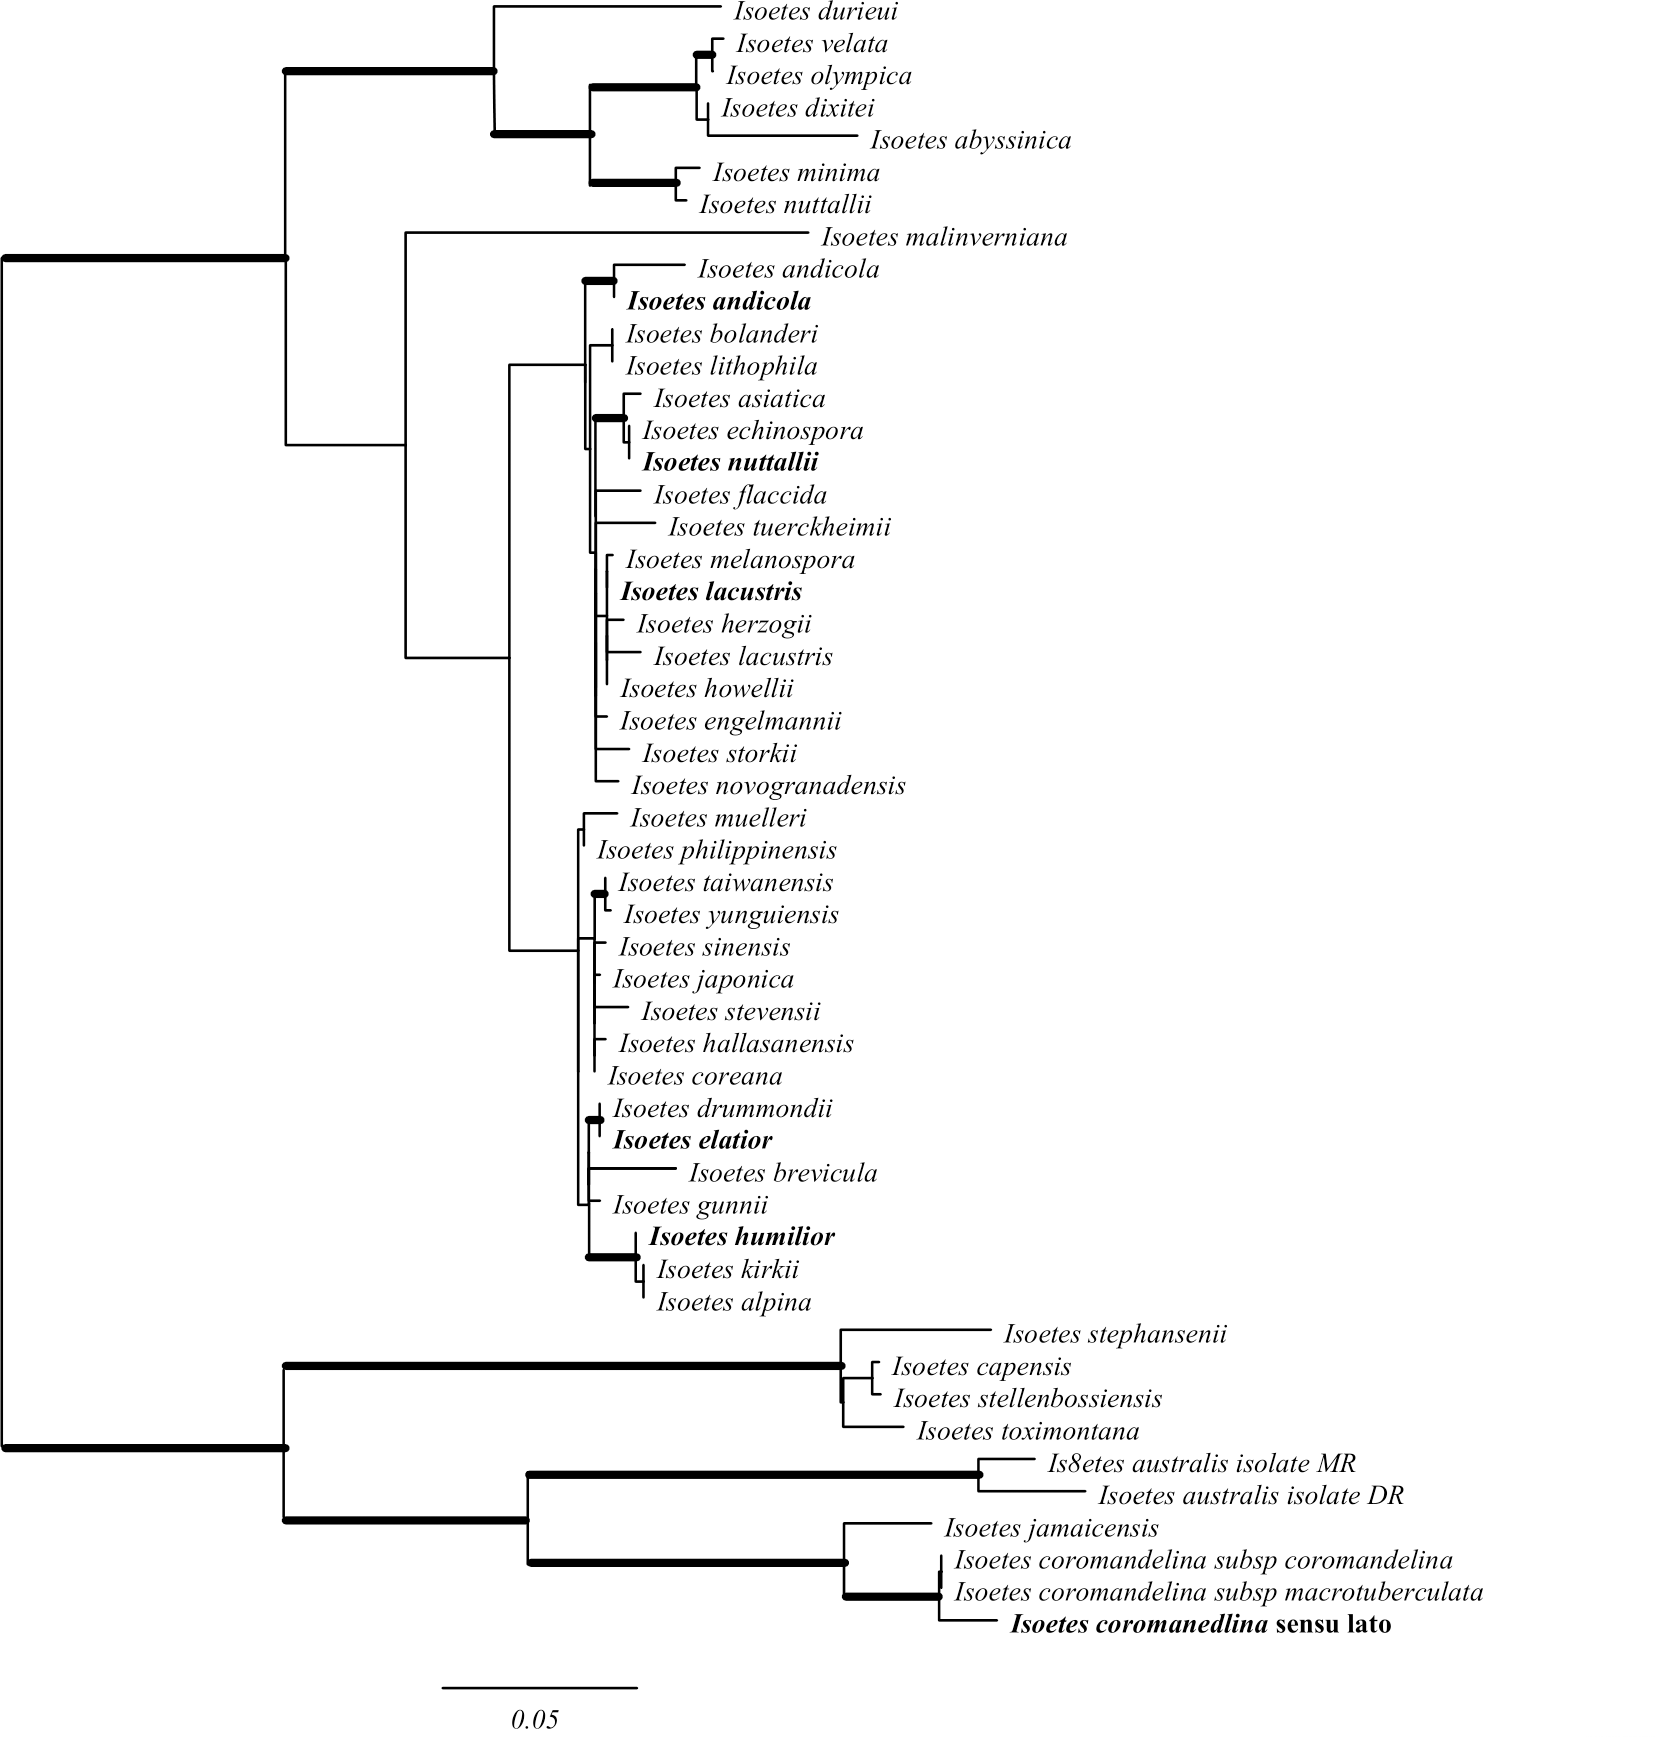 Isoetes durieui
Isoetes velata
Isoetes olympica
Isoetes dixitei
Isoetes abyssinica
Isoetes minima
Isoetes nuttallii
Isoetes malinverniana
Isoetes andicola
Isoetes andicola
Isoetes bolanderi
Isoetes lithophila
Isoetes asiatica
Isoetes echinospora
Isoetes nuttallii
Isoetes flaccida
Isoetes tuerckheimii
Isoetes melanospora
Isoetes lacustris
Isoetes herzogii
Isoetes lacustris
Isoetes howellii
Isoetes engelmannii
Isoetes storkii
Isoetes novogranadensis
Isoetes muelleri
Isoetes philippinensis
Isoetes taiwanensis
Isoetes yunguiensis
Isoetes sinensis
Isoetes japonica
Isoetes stevensii
Isoetes hallasanensis
Isoetes coreana
Isoetes drummondii
Isoetes elatior
Isoetes brevicula
Isoetes gunnii
Isoetes humilior
Isoetes kirkii
Isoetes alpina
Isoetes stephansenii
Isoetes capensis
Isoetes stellenbossiensis
Isoetes toximontana
Is8etes australis isolate MR
Isoetes australis isolate DR
Isoetes jamaicensis
Isoetes coromandelina subsp coromandelina
Isoetes coromandelina subsp macrotuberculata
Isoetes coromanedlina sensu lato
0.05